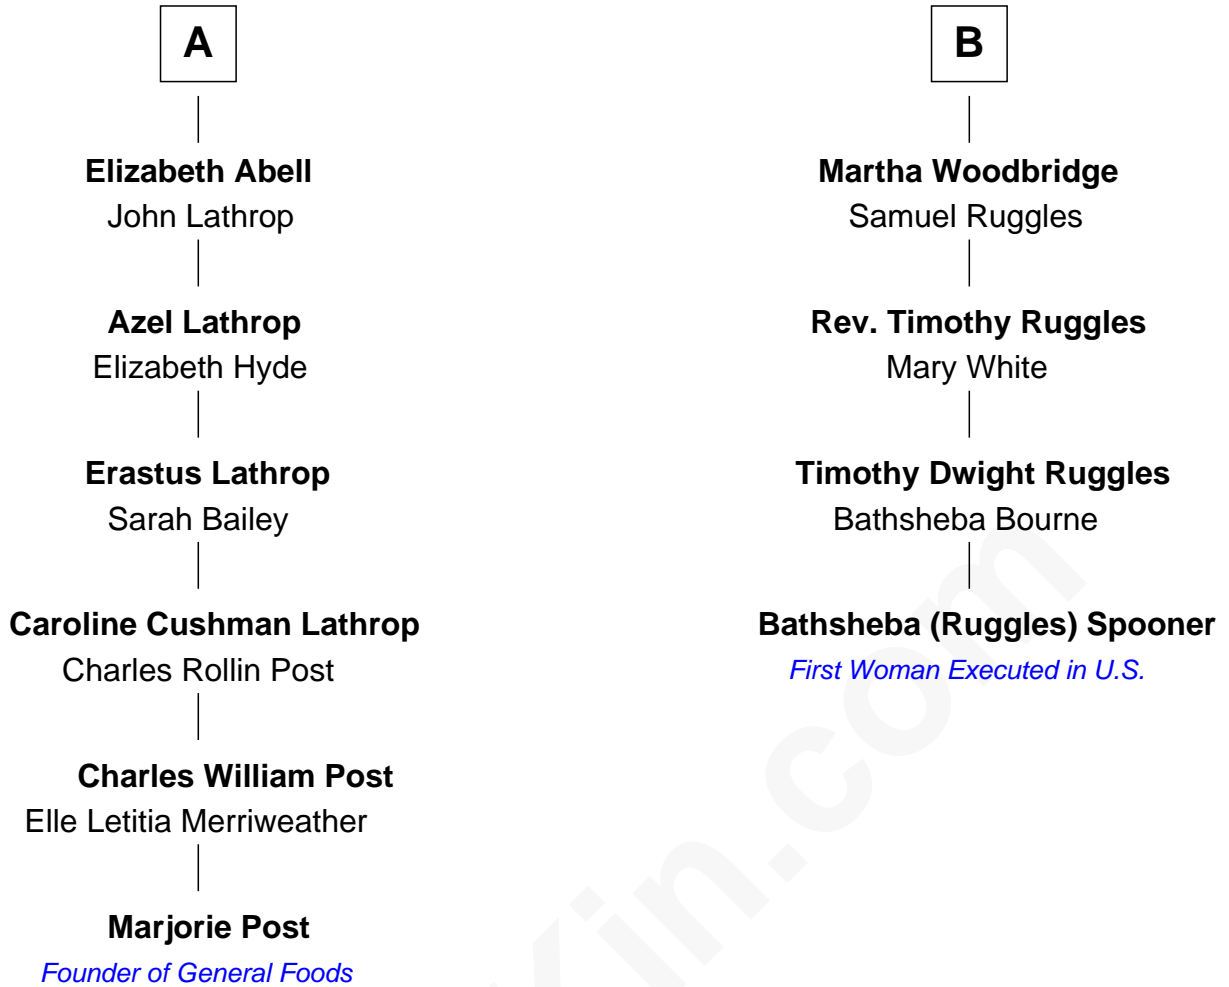 A
Elizabeth Abell
John Lathrop
Azel Lathrop
Elizabeth Hyde
Erastus Lathrop
Sarah Bailey
Caroline Cushman Lathrop
Charles Rollin Post
Charles William Post
Elle Letitia Merriweather
Marjorie Post
Founder of General Foods
B
Martha Woodbridge
Samuel Ruggles
Rev. Timothy Ruggles
Mary White
Timothy Dwight Ruggles
Bathsheba Bourne
Bathsheba (Ruggles) Spooner
First Woman Executed in U.S.
Kin.com